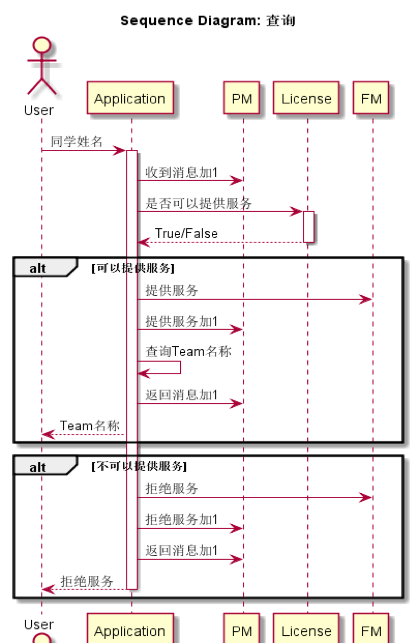 Sequence Diagram: 查询
User
Application
PM
License
FM
同学姓名
收到消息加1
是否可以提供服务
True/False
alt [可以提供服务]
提供服务
提供服务加1
查询Team名称
返回消息加1
Team名称
alt [不可以提供服务]
拒绝服务
拒绝服务加1
返回消息加1
拒绝服务
User
Application
PM
License
FM